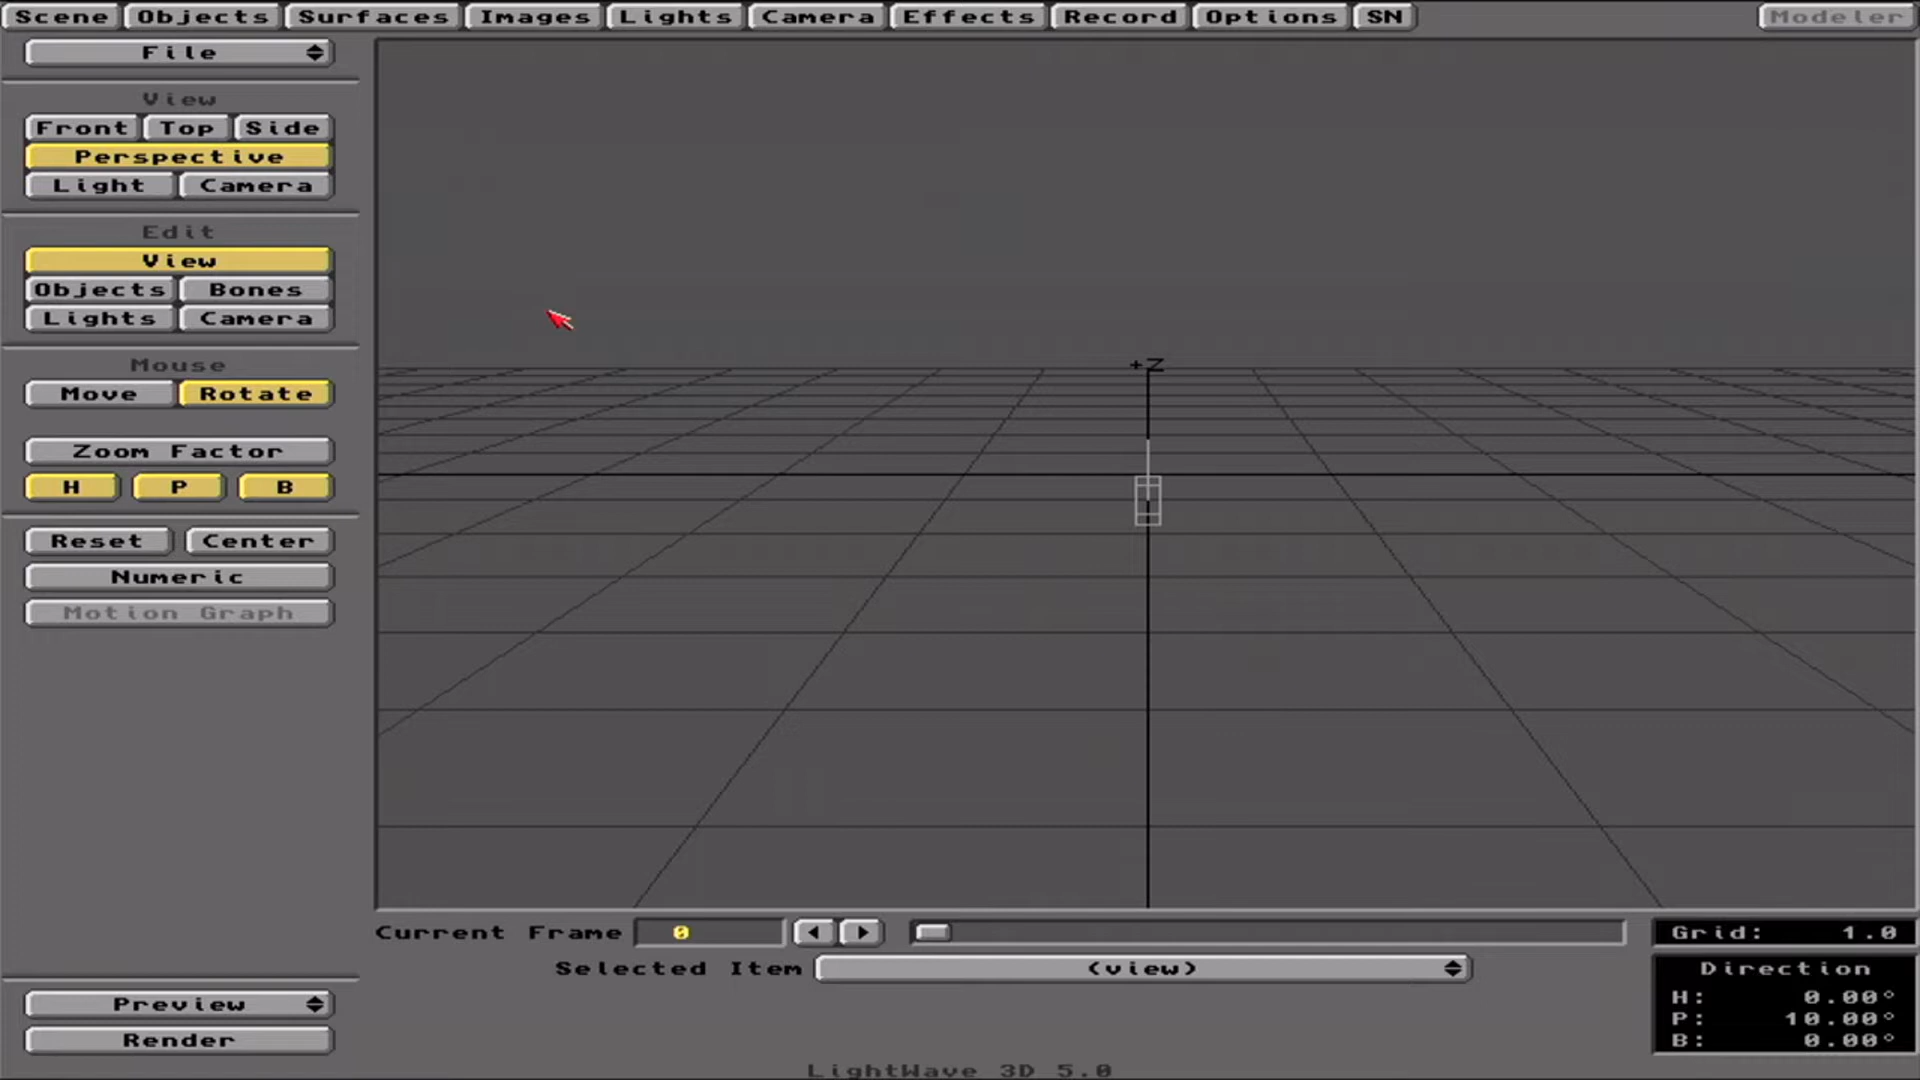 Scene Objects Surfaces Images Lights Camera Effects Record Options SN Modeler
File
View
Front Top Side
Perspective
Light Camera
Edit
View
Objects Bones
Lights Camera
Mouse
Move Rotate
Zoom Factor
H P B
Reset Center
Numeric
Motion Graph
+Z
Current Frame 0
Grid: 1.0
Selected Item (view)
Direction
H: 0.00°
P: 10.00°
B: 0.00°
Preview
Render
LightWave 3D 5.0